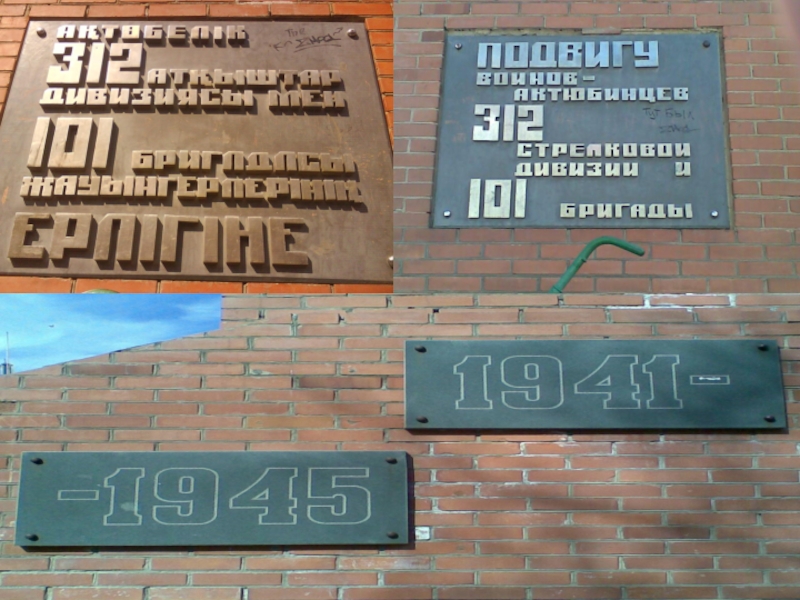 АКТӨБЕЛІК
312 АТҚЫШТАР
ДИВИЗИЯСЫ МЕН
101 БРИГАДАСЫ
ЖАУЫНГЕРЛЕРІНІҢ
ЕРЛІГІНЕ
ПОДВИГУ
ВОИНОВ-
АКТЮБИНЦЕВ
312
СТРЕЛКОВОЙ
ДИВИЗИИ И
101 БРИГАДЫ
1941-
-1945